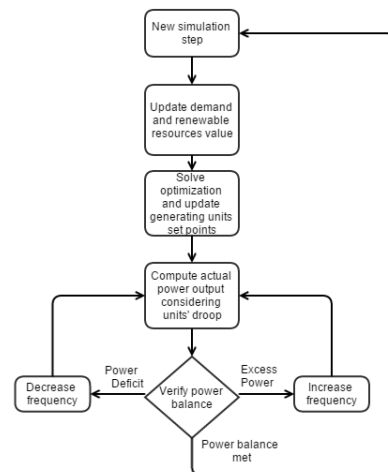 New simulation
step
Update demand
and renewable
resources value
Solve
optimization
and update
generating units
set points
Compute actual
power output
considering
units' droop
Power
Deficit
Excess
Power
Decrease
frequency
Verify power
balance
Increase
frequency
Power balance
met